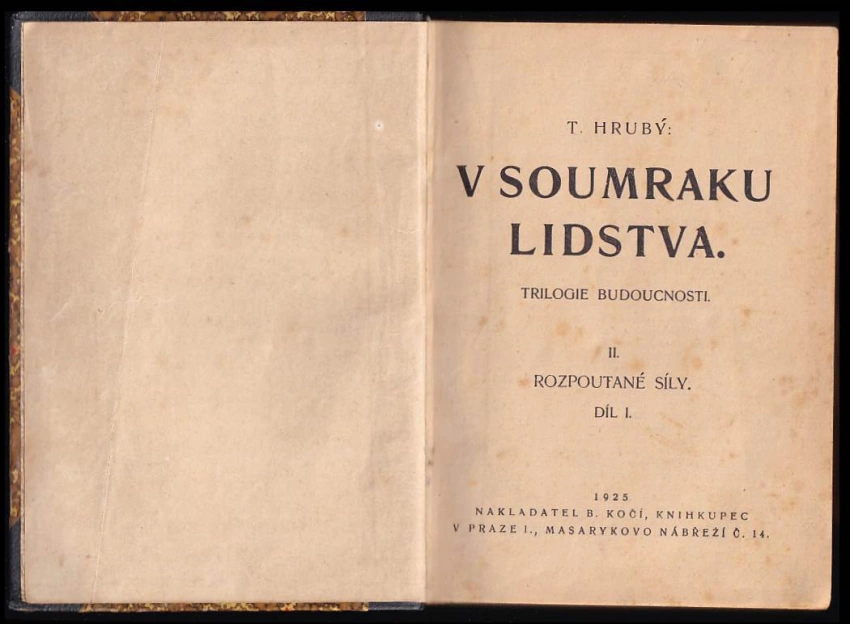 T. HRUBÝ:
V SOUMRAKU
LIDSTVA.
TRILOGIE BUDOUCNOSTI.
II.
ROZPOUTANÉ SÍLY.
DÍL I.
1925
NAKLADATEL B. KOČÍ, KNIHKUPEC
V PRAZE I., MASARYKOVO NÁBŘEŽÍ Č. 14.